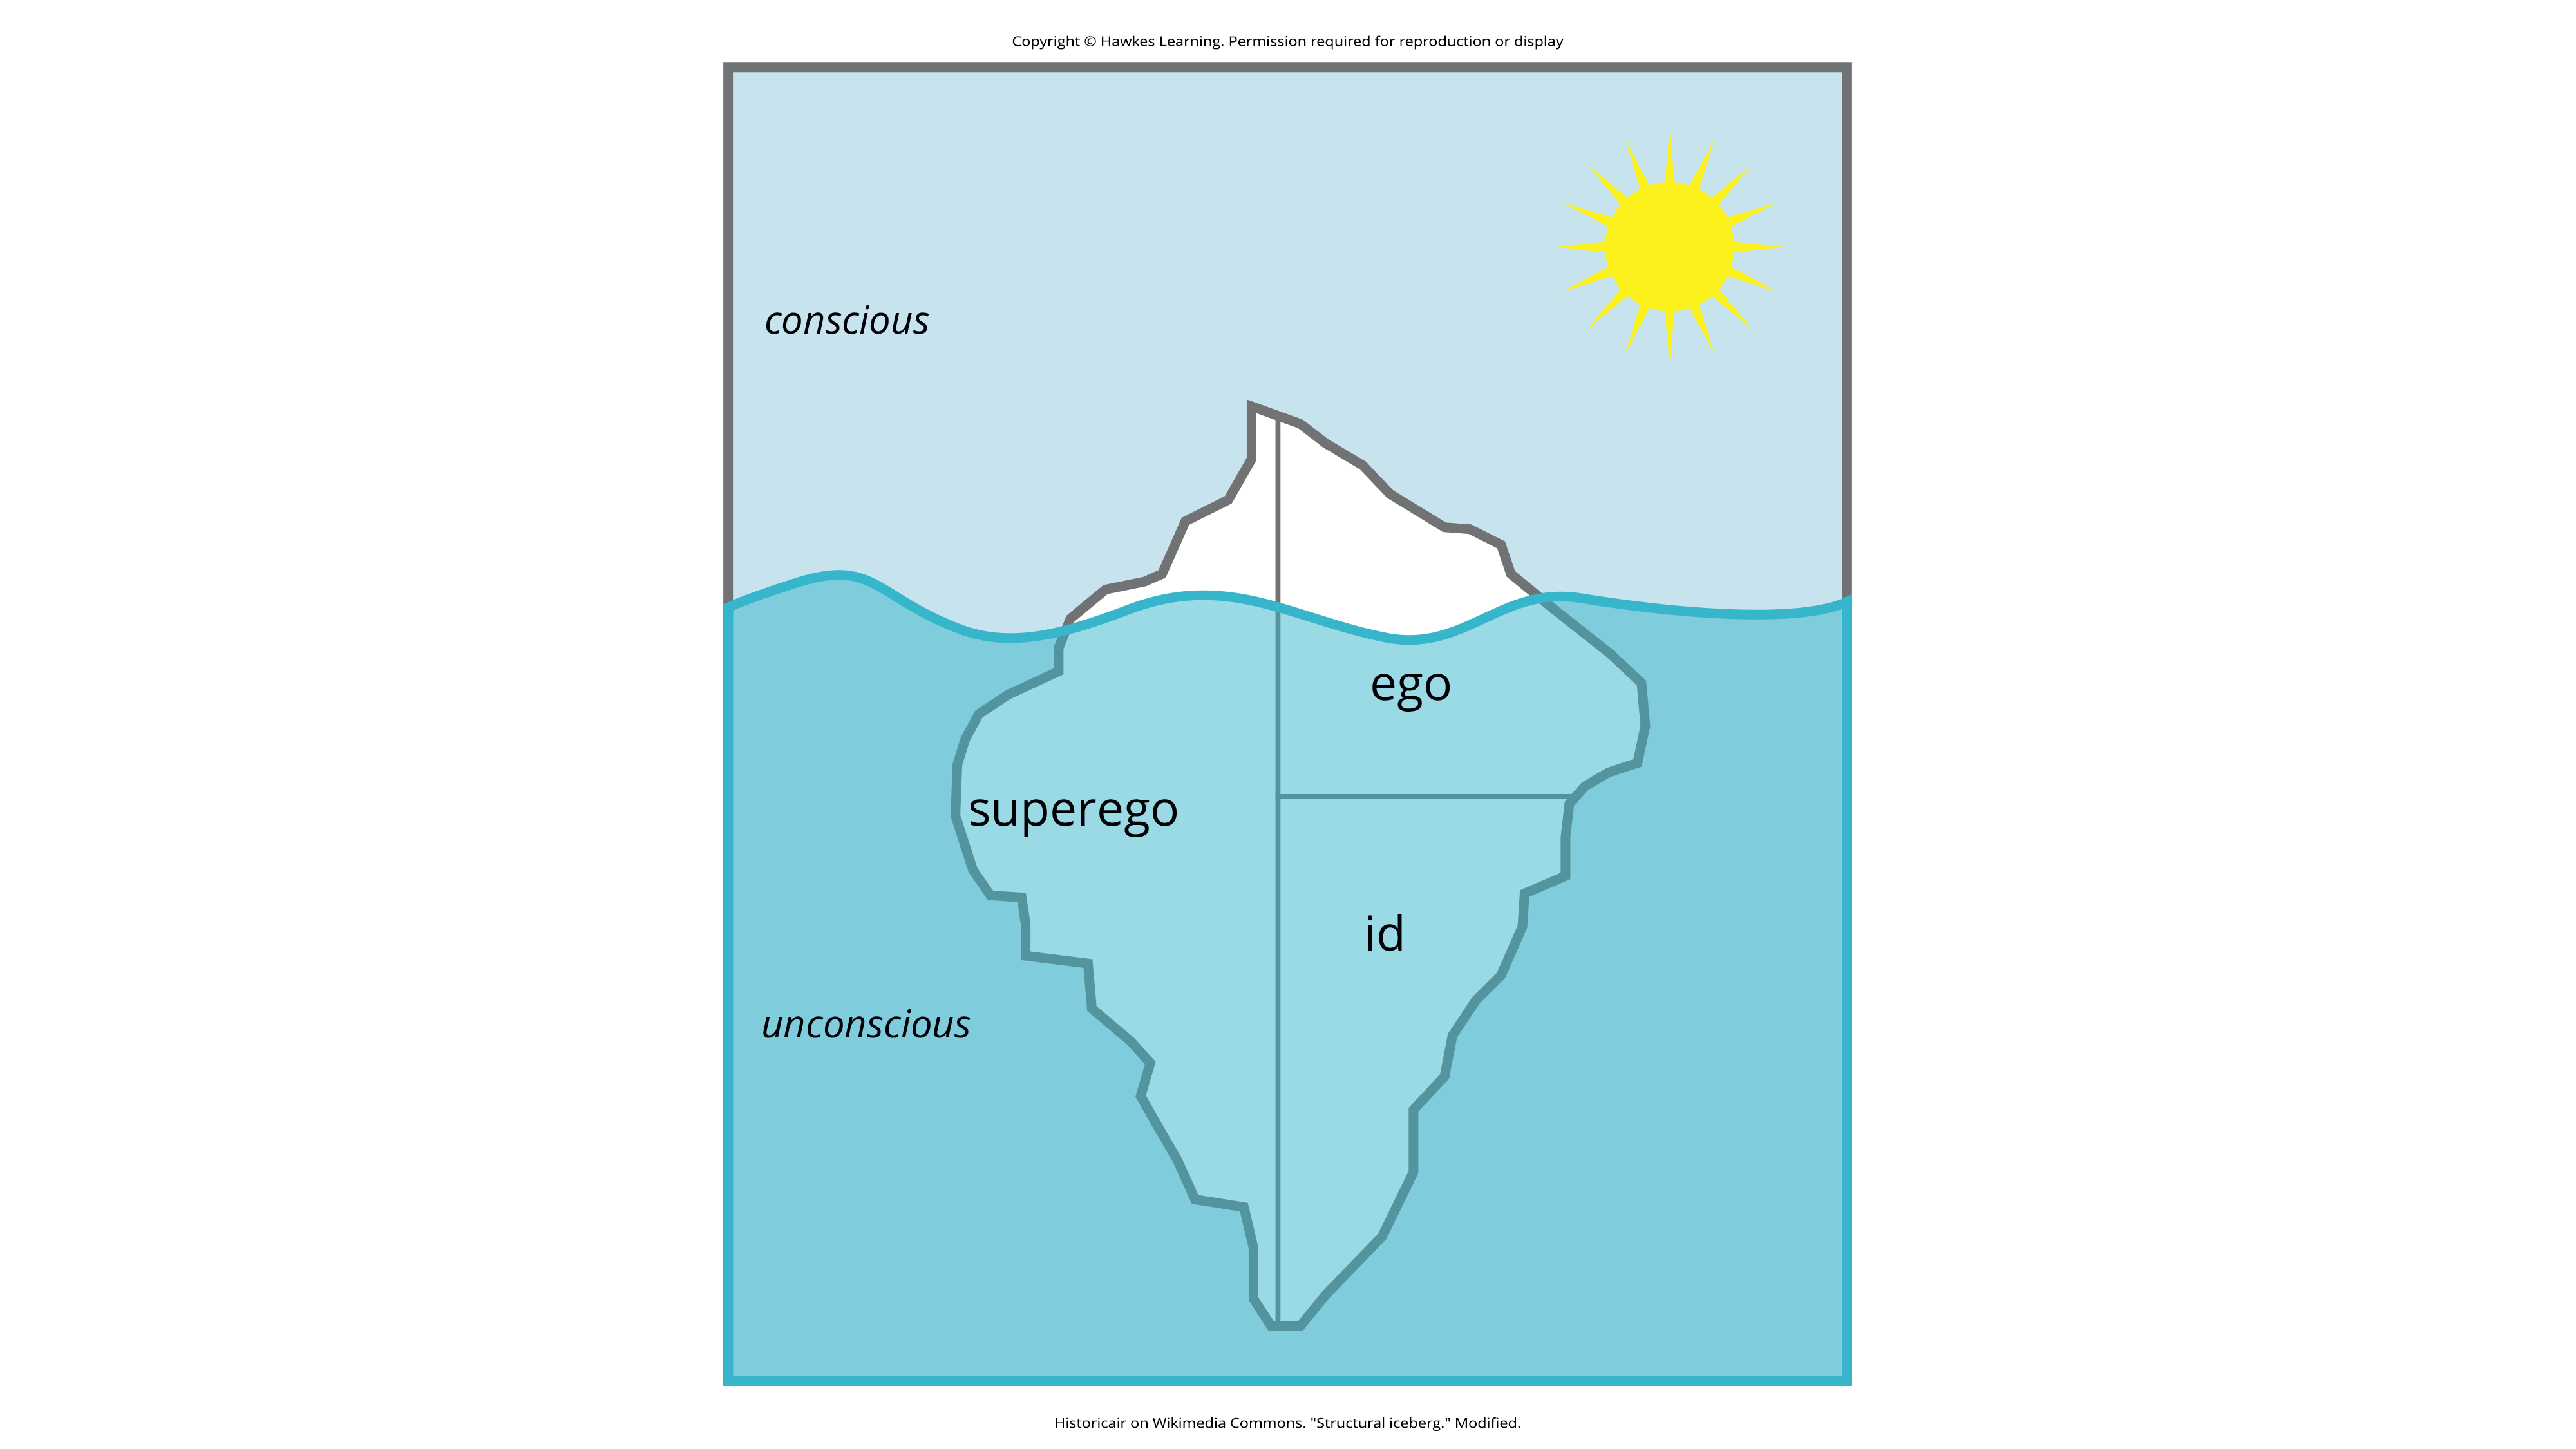 Copyright © Hawkes Learning. Permission required for reproduction or display
conscious
ego
superego
id
unconscious
Historicair on Wikimedia Commons. "Structural iceberg." Modified.